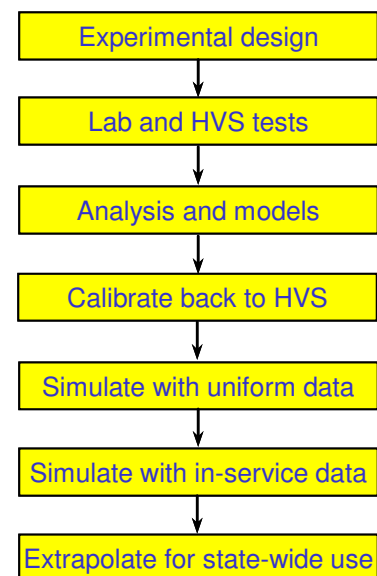 Experimental design
Lab and HVS tests
Analysis and models
Calibrate back to HVS
Simulate with uniform data
Simulate with in-service data
Extrapolate for state-wide use